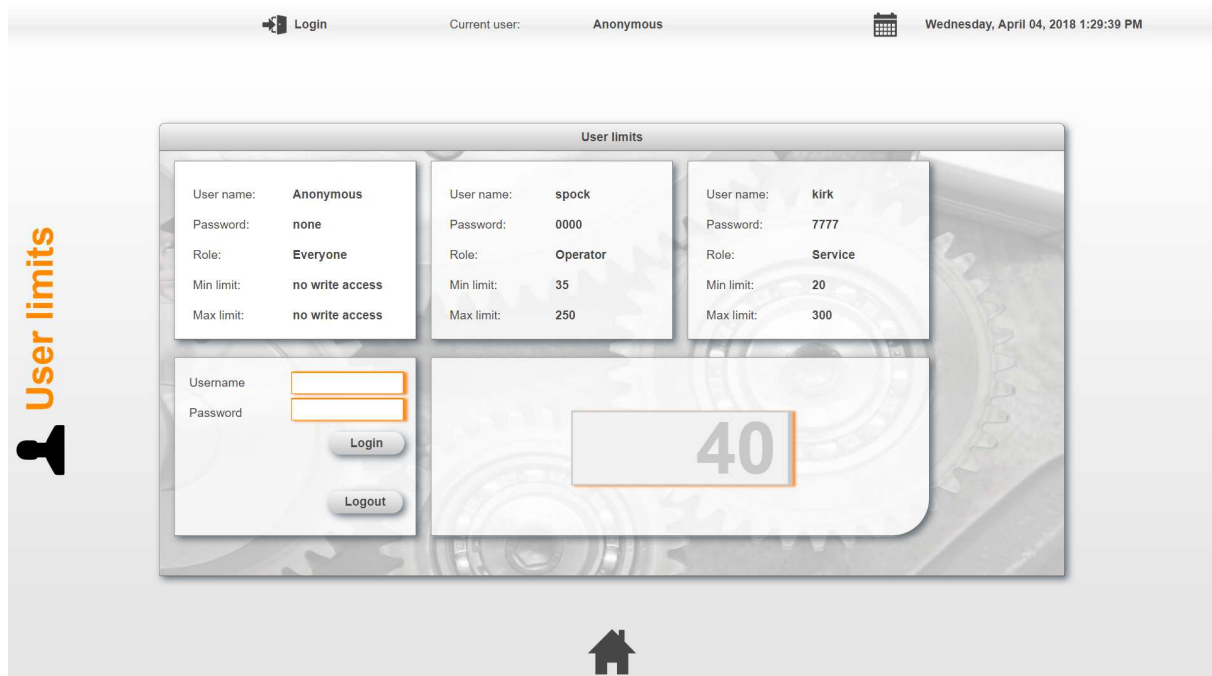 Login Current user: Anonymous Wednesday, April 04, 2018 1:29:39 PM
User limits
User limits
User name: Anonymous
Password: none
Role: Everyone
Min limit: no write access
Max limit: no write access
User name: spock
Password: 0000
Role: Operator
Min limit: 35
Max limit: 250
User name: kirk
Password: 7777
Role: Service
Min limit: 20
Max limit: 300
Username
Password
Login
Logout
40